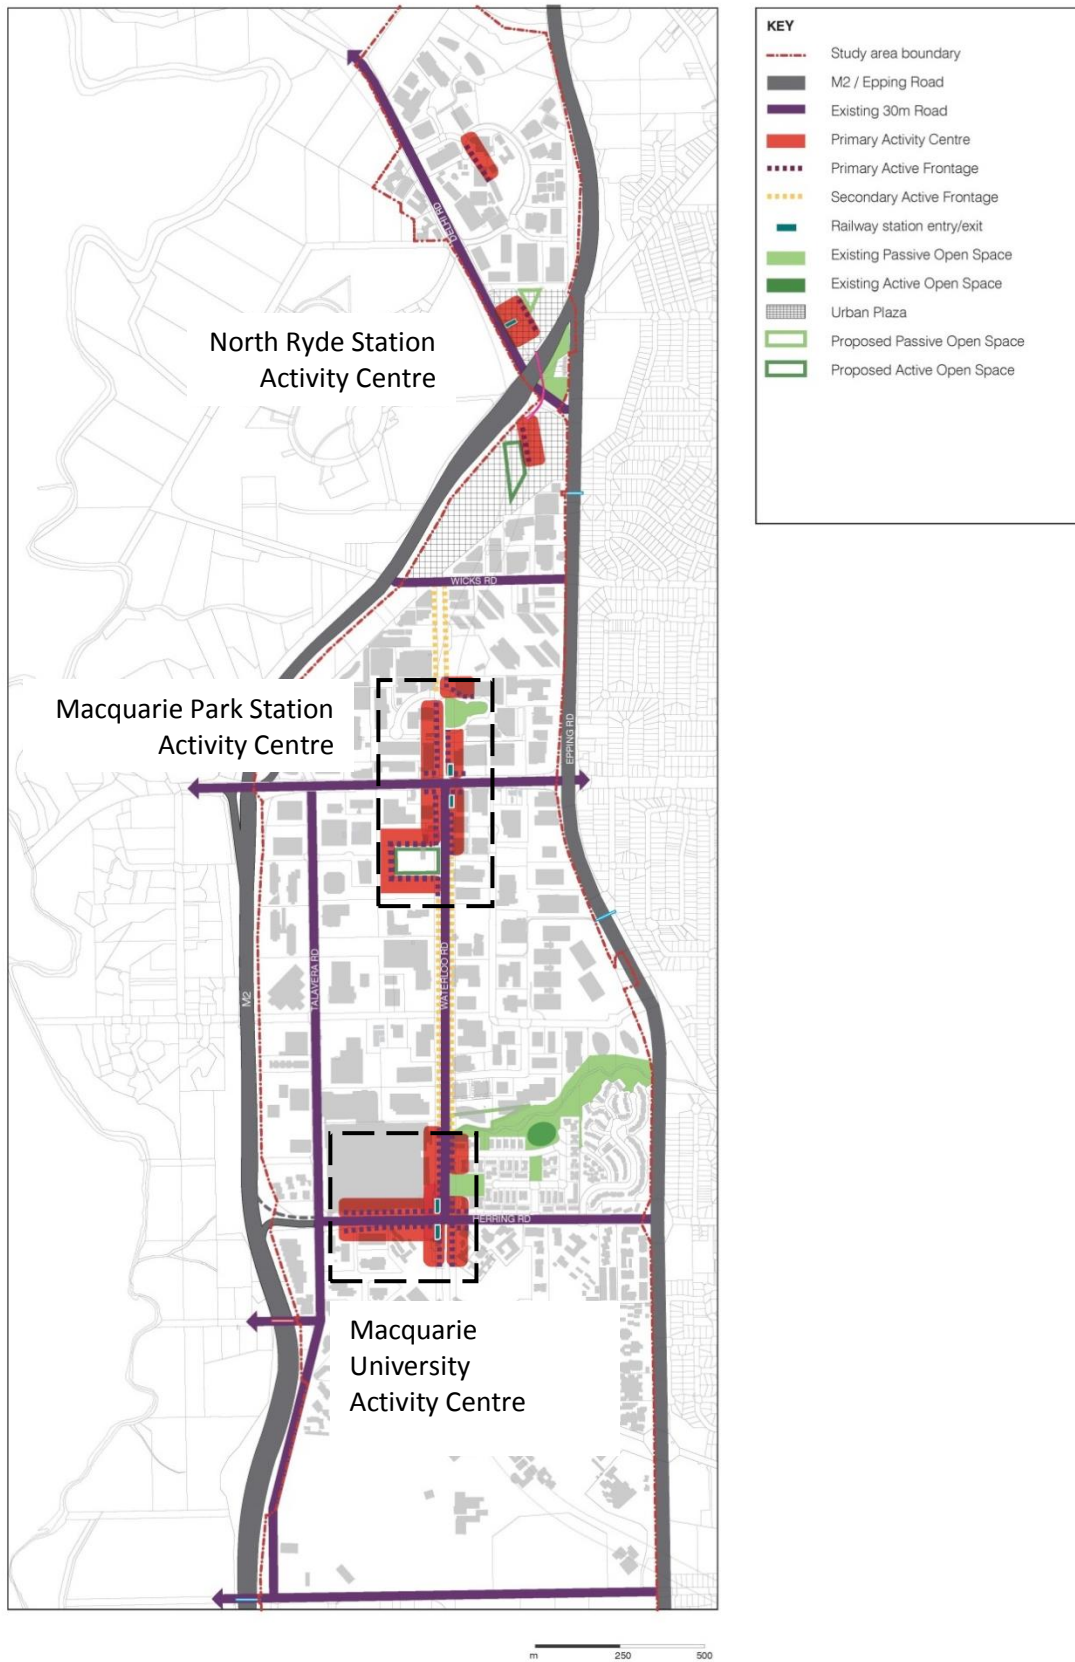 KEY
Study area boundary
M2 / Epping Road
Existing 30m Road
Primary Activity Centre
Primary Active Frontage
Secondary Active Frontage
Railway station entry/exit
Existing Passive Open Space
Existing Active Open Space
Urban Plaza
Proposed Passive Open Space
Proposed Active Open Space
DELHI RD
North Ryde Station
Activity Centre
WICKS RD
Macquarie Park Station
Activity Centre
EPPING RD
M2
TALAVERA RD
WATERLOO RD
HERRING RD
Macquarie
University
Activity Centre
m 250 500